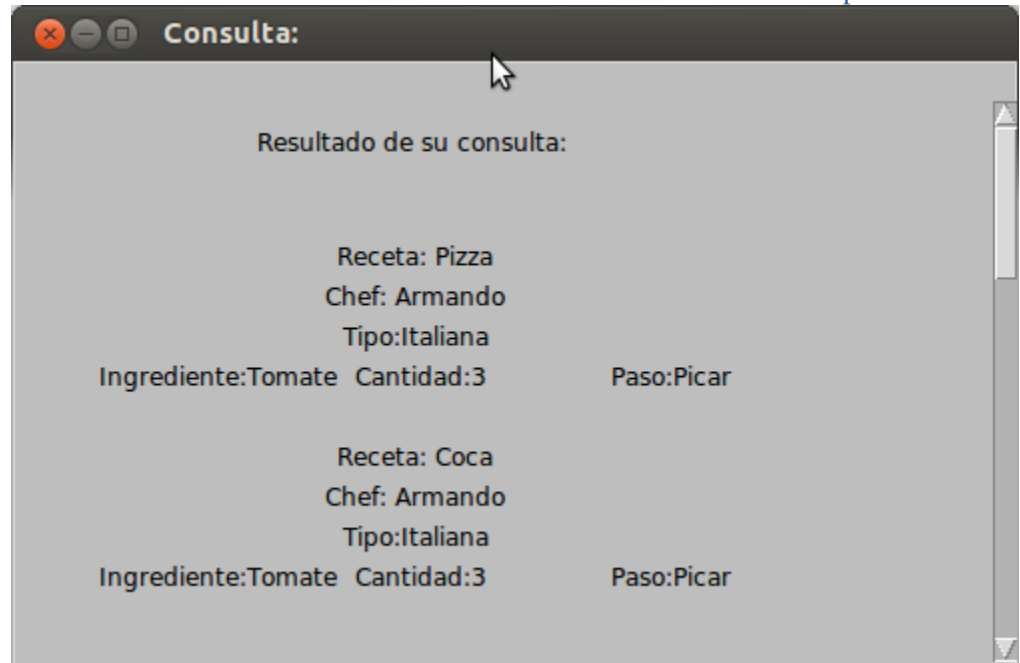 Consulta:
Resultado de su consulta:
Receta: Pizza
Chef: Armando
Tipo:Italiana
Ingrediente:Tomate Cantidad:3 Paso:Picar
Receta: Coca
Chef: Armando
Tipo:Italiana
Ingrediente:Tomate Cantidad:3 Paso:Picar